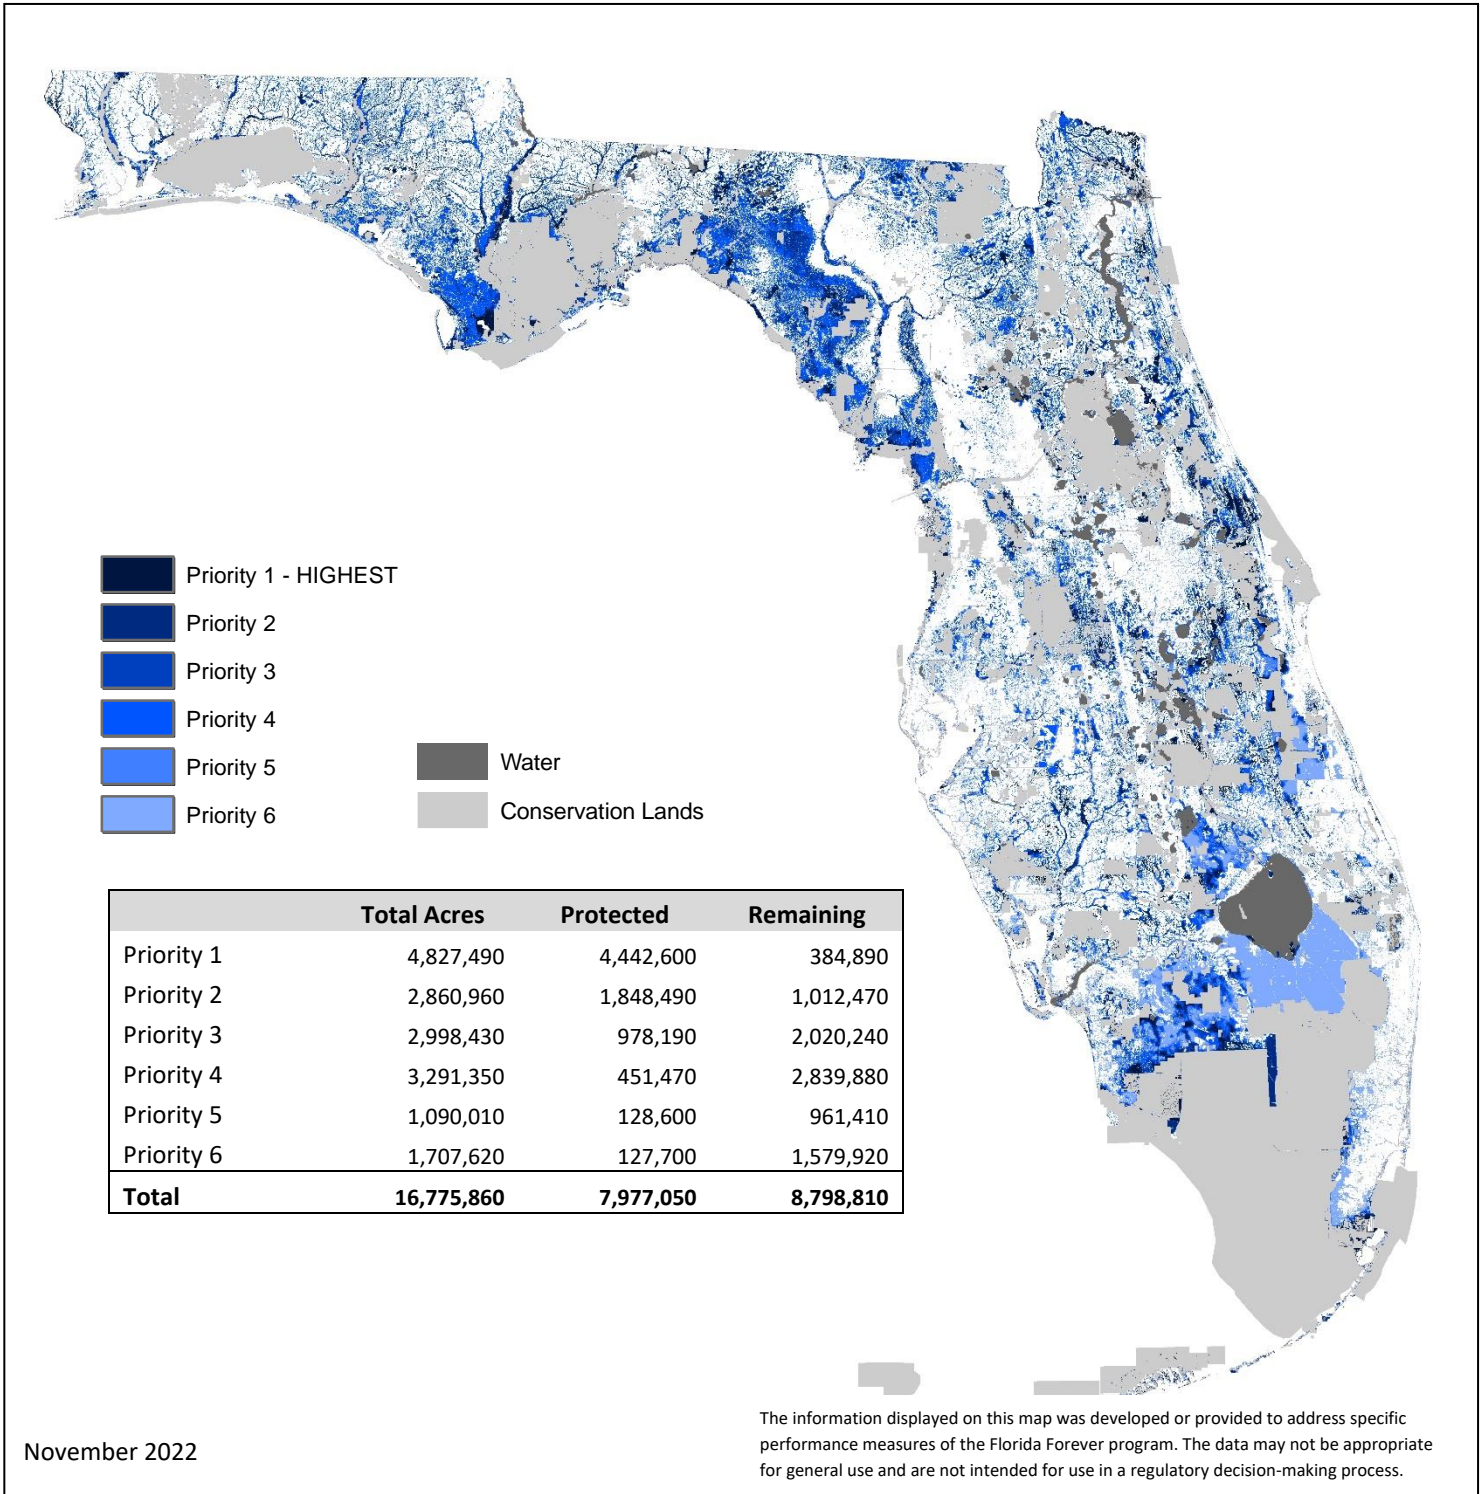 Priority 1 - HIGHEST
Priority 2
Priority 3
Priority 4
Priority 5
Priority 6
Water
Conservation Lands
Total Acres Protected Remaining
Priority 1 4,827,490 4,442,600 384,890
Priority 2 2,860,960 1,848,490 1,012,470
Priority 3 2,998,430 978,190 2,020,240
Priority 4 3,291,350 451,470 2,839,880
Priority 5 1,090,010 128,600 961,410
Priority 6 1,707,620 127,700 1,579,920
Total 16,775,860 7,977,050 8,798,810
The information displayed on this map was developed or provided to address specific
performance measures of the Florida Forever program. The data may not be appropriate
for general use and are not intended for use in a regulatory decision-making process.
November 2022